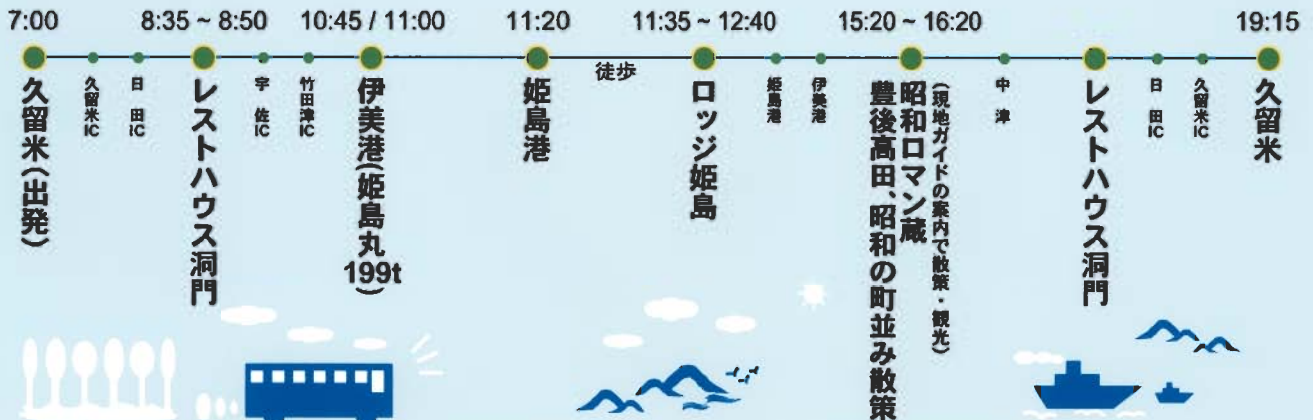 7:00
8:35 ~ 8:50
10:45 / 11:00
11:20
11:35 ~ 12:40
15:20 ~ 16:20
19:15
久留米(出発)
久留米IC
日田IC
レストハウス洞門
宇佐IC
竹田津IC
伊美港(姫島丸199t)
姫島港
徒歩
ロッジ姫島
姫島港
伊美港
(現地ガイドの案内で散策・観光)
昭和ロマン蔵
豊後高田、昭和の町並み散策
中津
レストハウス洞門
日田IC
久留米IC
久留米